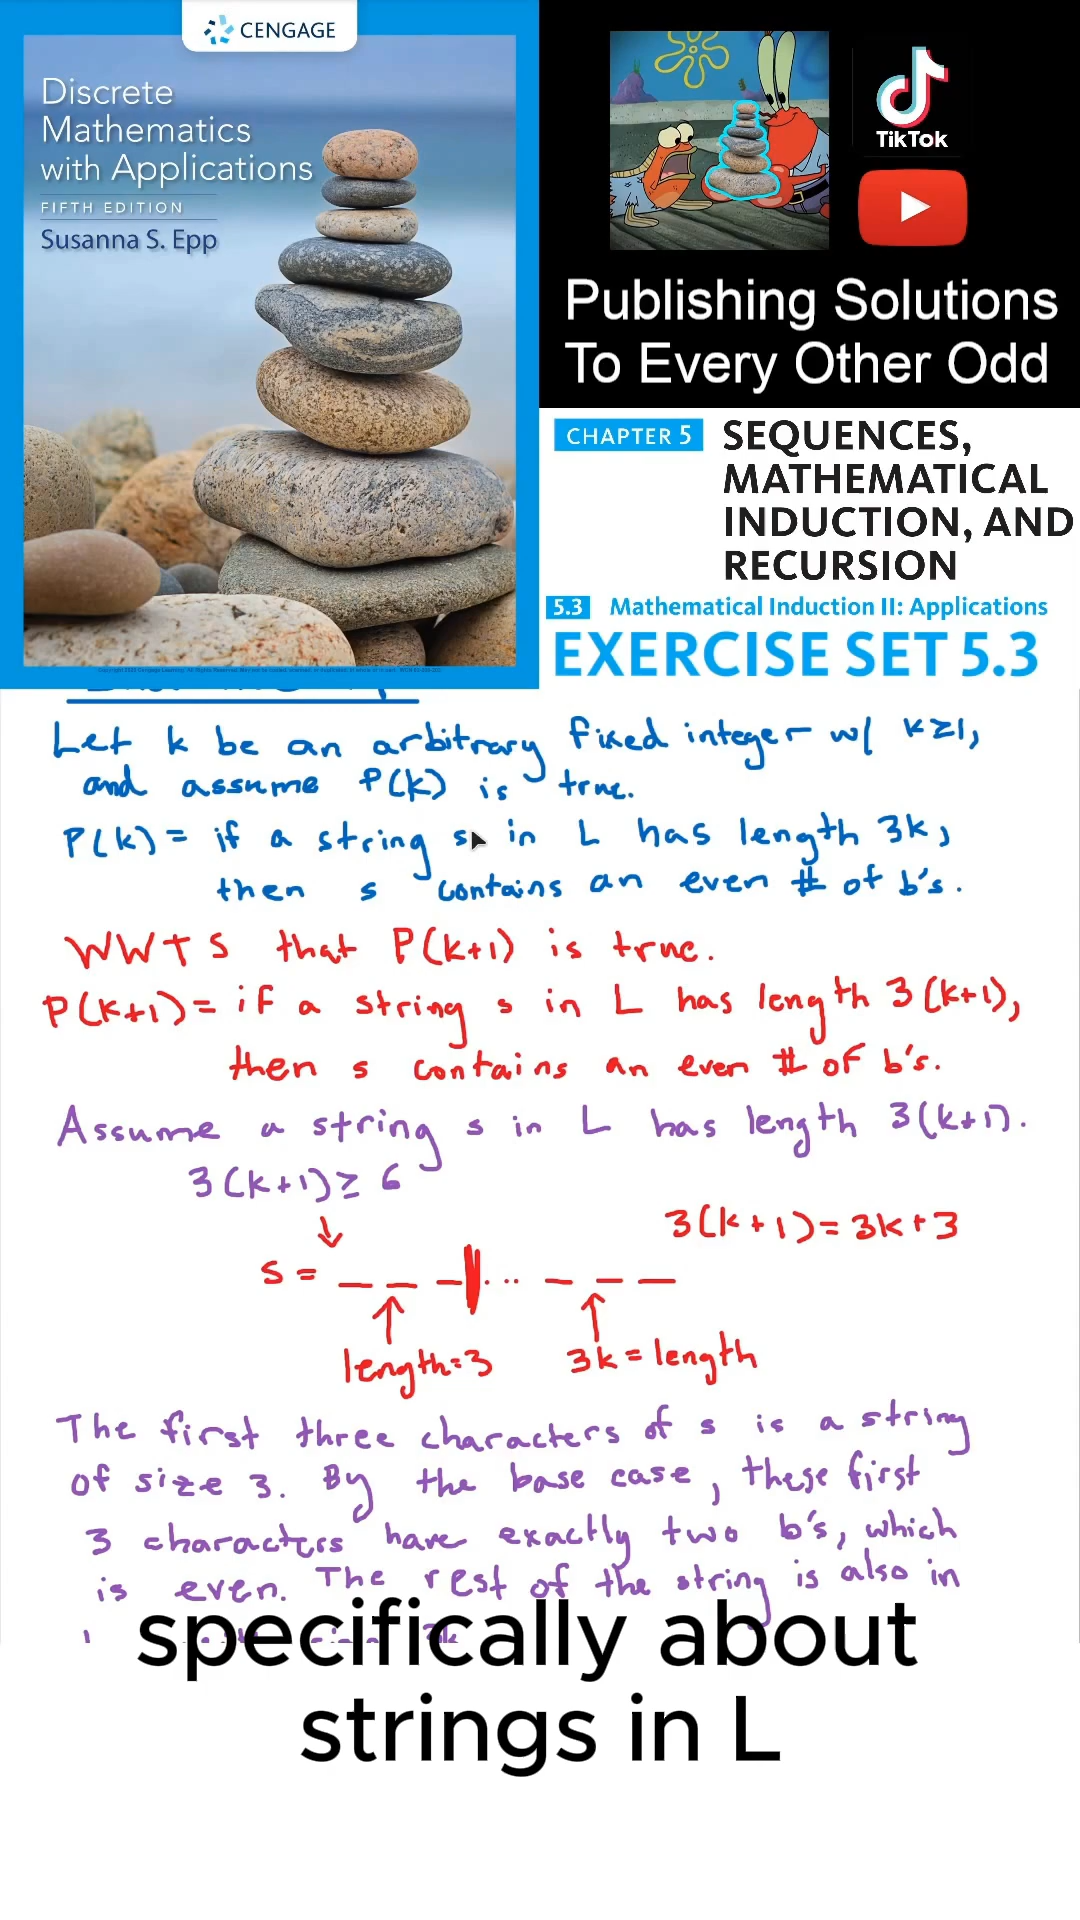 CENGAGE
Discrete
Mathematics
with Applications
FIFTH EDITION
Susanna S. Epp
TikTok
Publishing Solutions
To Every Other Odd
CHAPTER 5 SEQUENCES,
MATHEMATICAL
INDUCTION, AND
RECURSION
5.3 Mathematical Induction II: Applications
EXERCISE SET 5.3
Let k be an arbitrary fixed integer w/ k≥1,
and assume P(k) is true.
P(k) = if a string s in L has length 3k,
then s contains an even # of b's.
WWTS that P(k+1) is true.
P(k+1) = if a string s in L has length 3(k+1),
then s contains an even # of b's.
Assume a string s in L has length 3(k+1).
3(k+1) ≥ 6
3(k+1) = 3k+3
s = _ _ _ | ... _ _ _
length=3 3k=length
The first three characters of s is a string
of size 3. By the base case, these first
3 characters have exactly two b's, which
is even. The rest of the string is also in
specifically about
strings in L